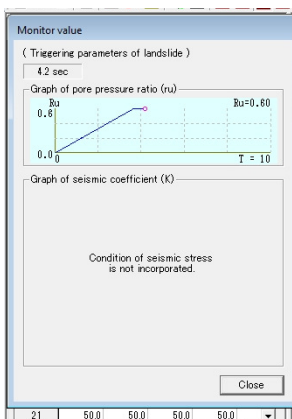 Monitor value
( Triggering parameters of landslide )
4.2 sec
Graph of pore pressure ratio (ru)
Ru
Ru=0.60
0.6
0.0
0
T = 10
Graph of seismic coefficient (K)
Condition of seismic stress
is not incorporated.
Close
21 50.0 50.0 50.0 50.0